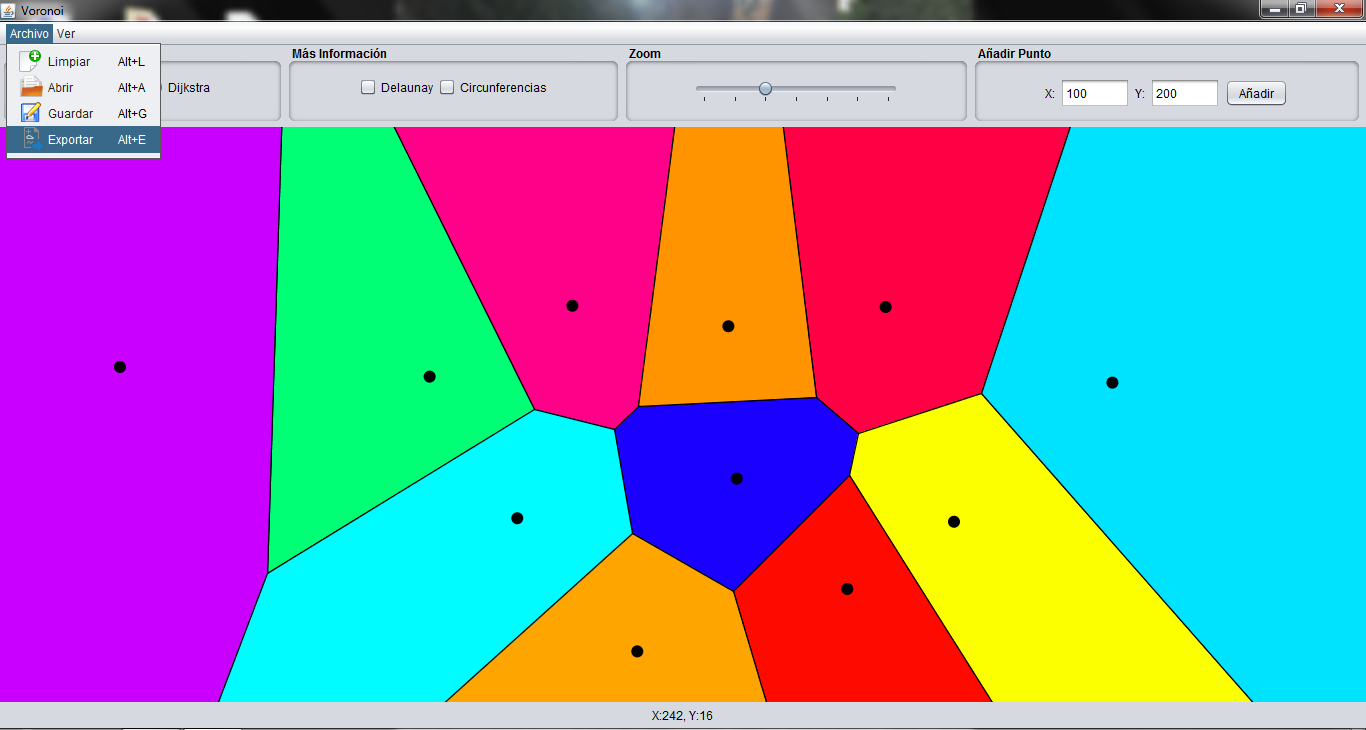 Voronoi
Archivo Ver
Limpiar Alt+L
Abrir Alt+A
Guardar Alt+G
Exportar Alt+E
Dijkstra
Más Información
Delaunay Circunferencias
Zoom
Añadir Punto
X: 100 Y: 200 Añadir
X:242, Y:16